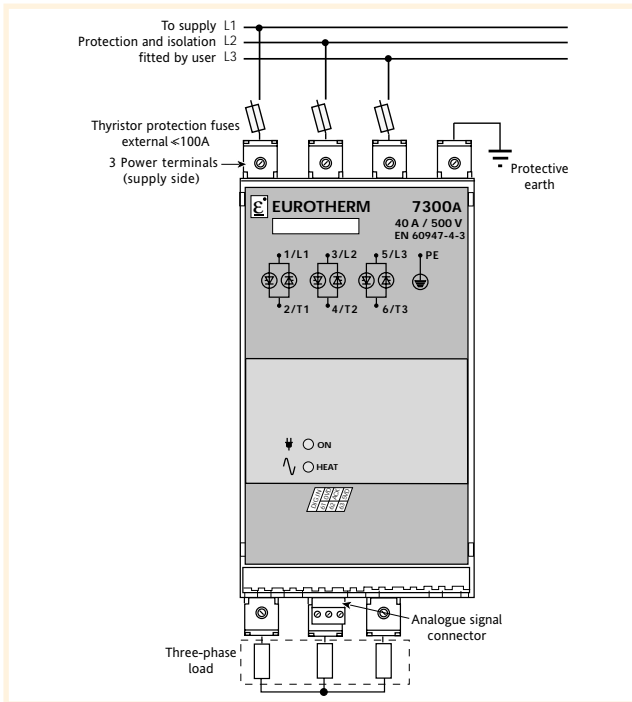 To supply L1
Protection and isolation L2
fitted by user L3
Thyristor protection fuses
external ≤100A
3 Power terminals
(supply side)
Protective
earth
EUROTHERM 7300A
40 A / 500 V
EN 60947-4-3
1/L1 3/L2 5/L3 PE
2/T1 4/T2 6/T3
ON
HEAT
Analogue signal
connector
Three-phase
load